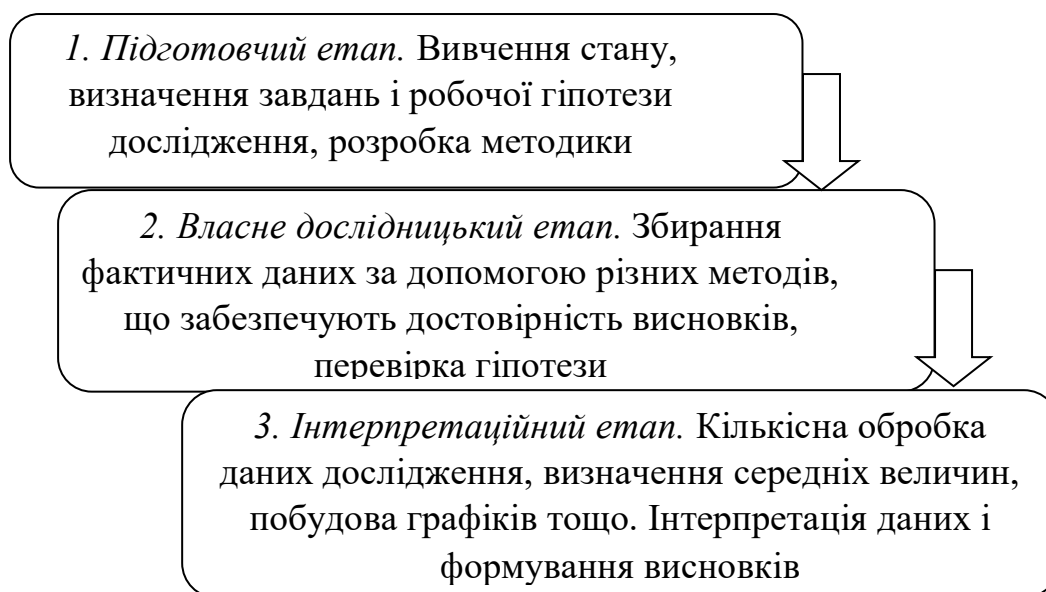 1. Підготовчий етап. Вивчення стану,
визначення завдань і робочої гіпотези
дослідження, розробка методики
2. Власне дослідницький етап. Збирання
фактичних даних за допомогою різних методів,
що забезпечують достовірність висновків,
перевірка гіпотези
3. Інтерпретаційний етап. Кількісна обробка
даних дослідження, визначення середніх величин,
побудова графіків тощо. Інтерпретація даних і
формування висновків